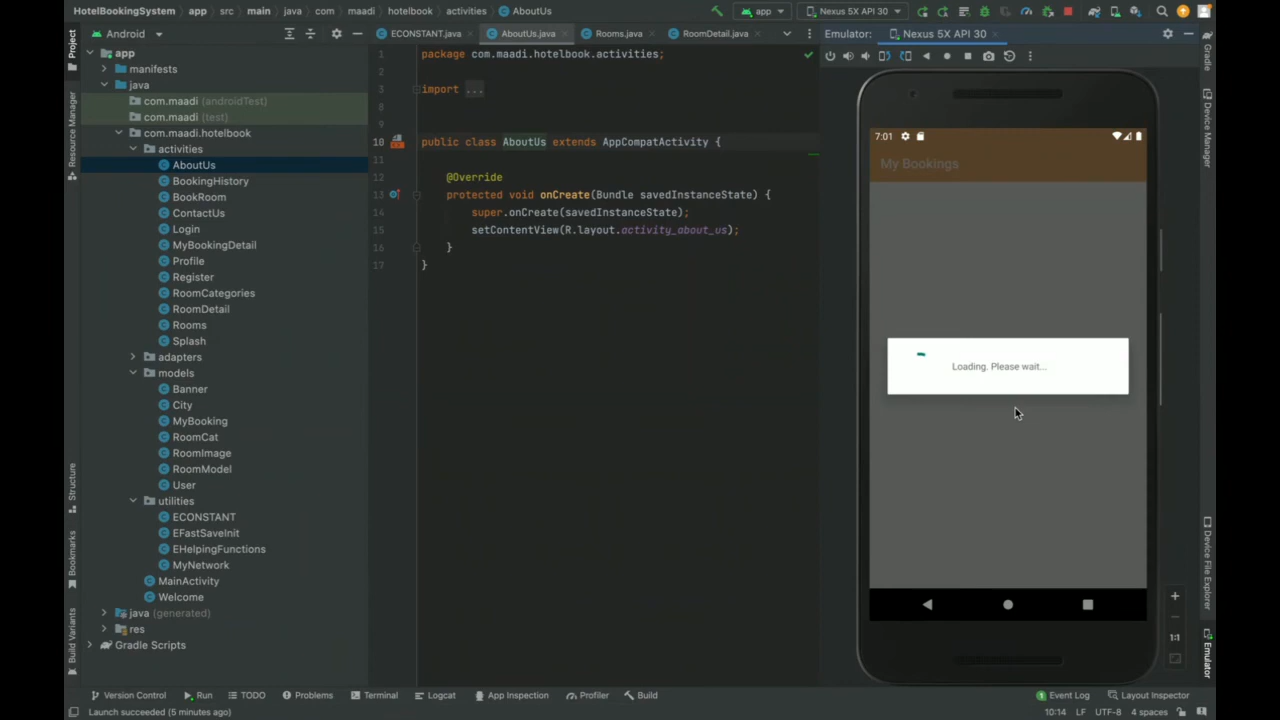 HotelBookingSystem app src main java com maadi hotelbook activities AboutUs app Nexus 5X API 30
Android ECONSTANT.java AboutUs.java Rooms.java RoomDetail.java Emulator: Nexus 5X API 30
Project
Resource Manager
Structure
Bookmarks
Build Variants
app
manifests
java
com.maadi (androidTest)
com.maadi (test)
com.maadi.hotelbook
activities
AboutUs
BookingHistory
BookRoom
ContactUs
Login
MyBookingDetail
Profile
Register
RoomCategories
RoomDetail
Rooms
Splash
adapters
models
Banner
City
MyBooking
RoomCat
RoomImage
RoomModel
User
utilities
ECONSTANT
EFastSaveInit
EHelpingFunctions
MyNetwork
MainActivity
Welcome
java (generated)
res
Gradle Scripts
1 package com.maadi.hotelbook.activities;
2
3 import ...
8
9
10 public class AboutUs extends AppCompatActivity {
11
12 @Override
13 protected void onCreate(Bundle savedInstanceState) {
14 super.onCreate(savedInstanceState);
15 setContentView(R.layout.activity_about_us);
16 }
17 }
7:01
My Bookings
Loading. Please wait...
1:1
Gradle
Device Manager
Device File Explorer
Emulator
Version Control Run TODO Problems Terminal Logcat App Inspection Profiler Build 1 Event Log Layout Inspector
Launch succeeded (5 minutes ago) 10:14 LF UTF-8 4 spaces